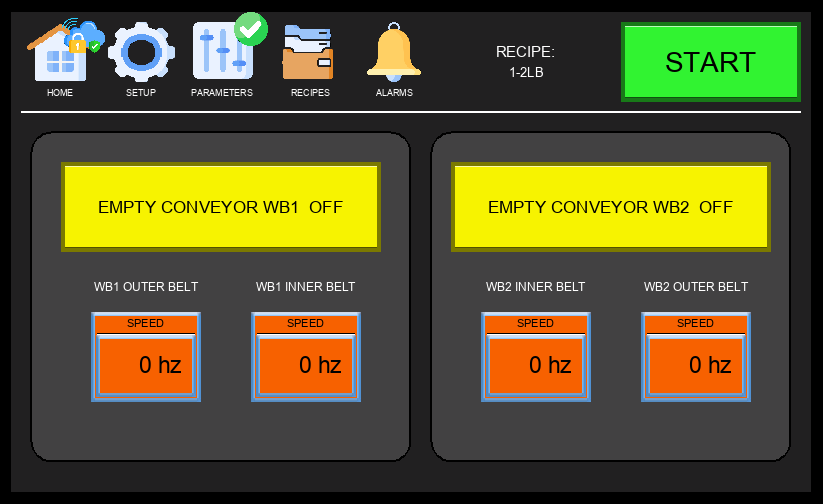 HOME
SETUP
PARAMETERS
RECIPES
ALARMS
RECIPE:
1-2LB
START
EMPTY CONVEYOR WB1  OFF
EMPTY CONVEYOR WB2  OFF
WB1 OUTER BELT
WB1 INNER BELT
WB2 INNER BELT
WB2 OUTER BELT
SPEED
0 hz
SPEED
0 hz
SPEED
0 hz
SPEED
0 hz